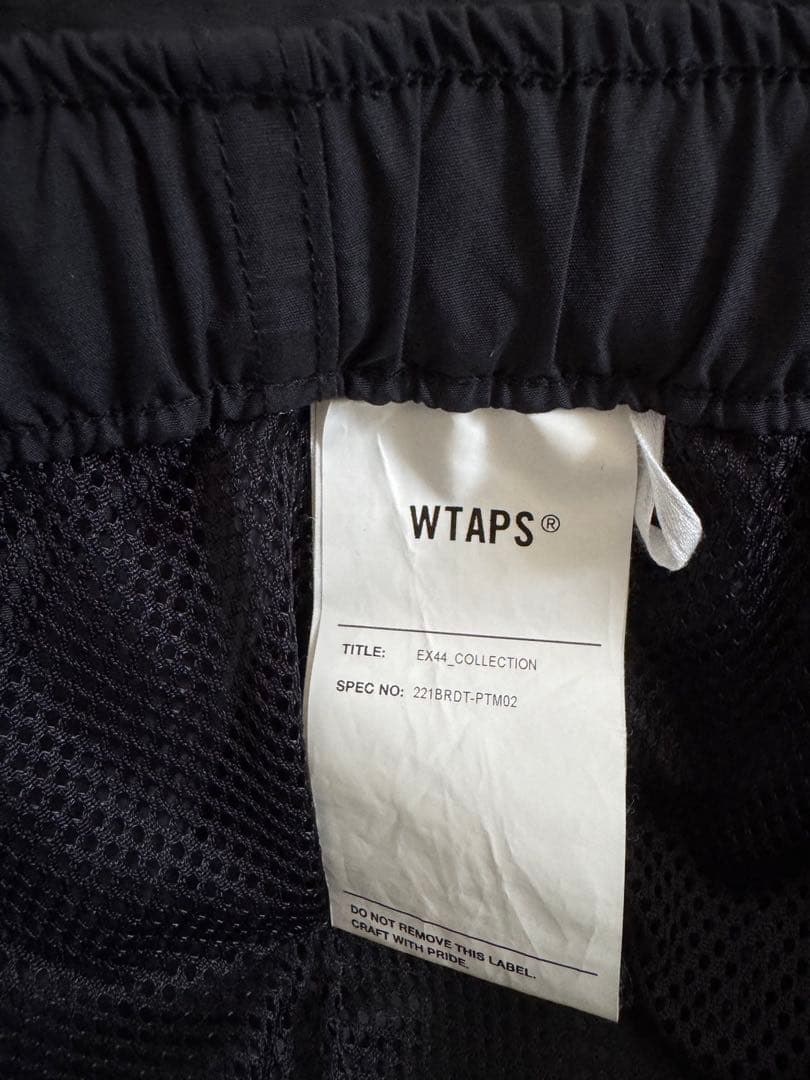 WTAPS®
TITLE: EX44_COLLECTION
SPEC NO: 221BRDT-PTM02
DO NOT REMOVE THIS LABEL.
CRAFT WITH PRIDE.